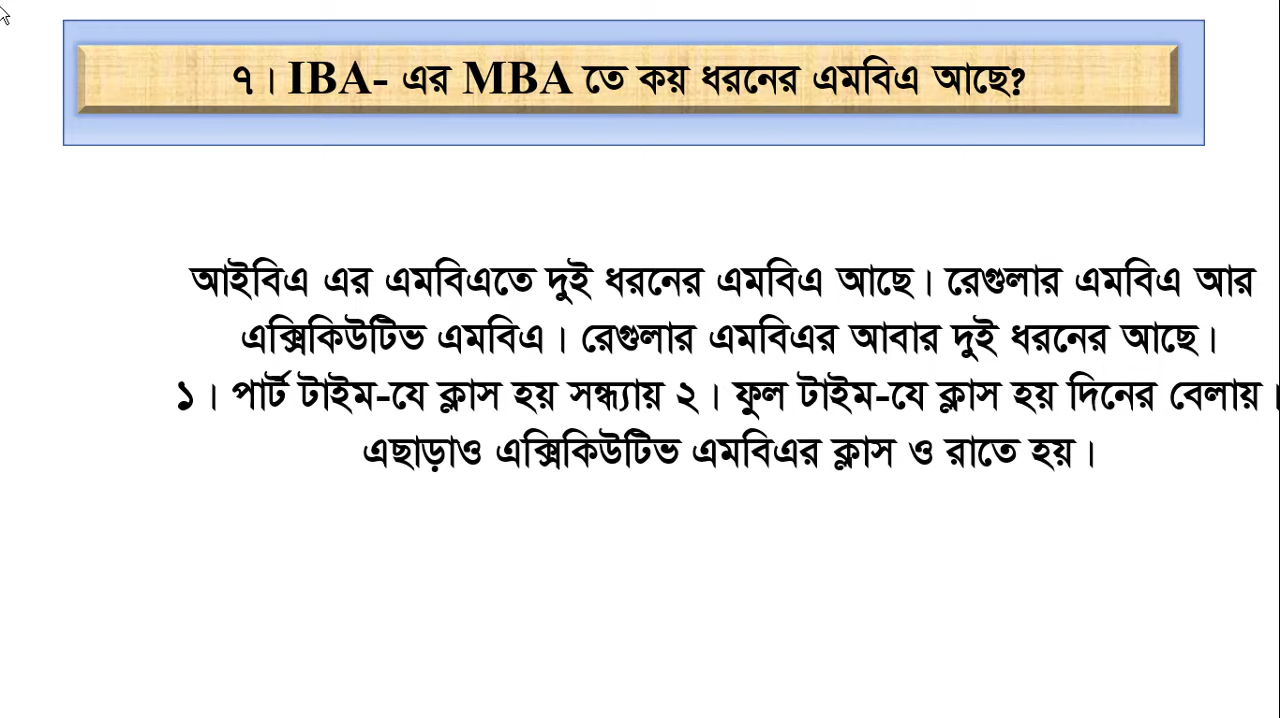 ৭। IBA- এর MBA তে কয় ধরনের এমবিএ আছে?
আইবিএ এর এমবিএতে দুই ধরনের এমবিএ আছে। রেগুলার এমবিএ আর
এক্সিকিউটিভ এমবিএ। রেগুলার এমবিএর আবার দুই ধরনের আছে।
১। পার্ট টাইম-যে ক্লাস হয় সন্ধ্যায় ২। ফুল টাইম-যে ক্লাস হয় দিনের বেলায়।
এছাড়াও এক্সিকিউটিভ এমবিএর ক্লাস ও রাতে হয়।